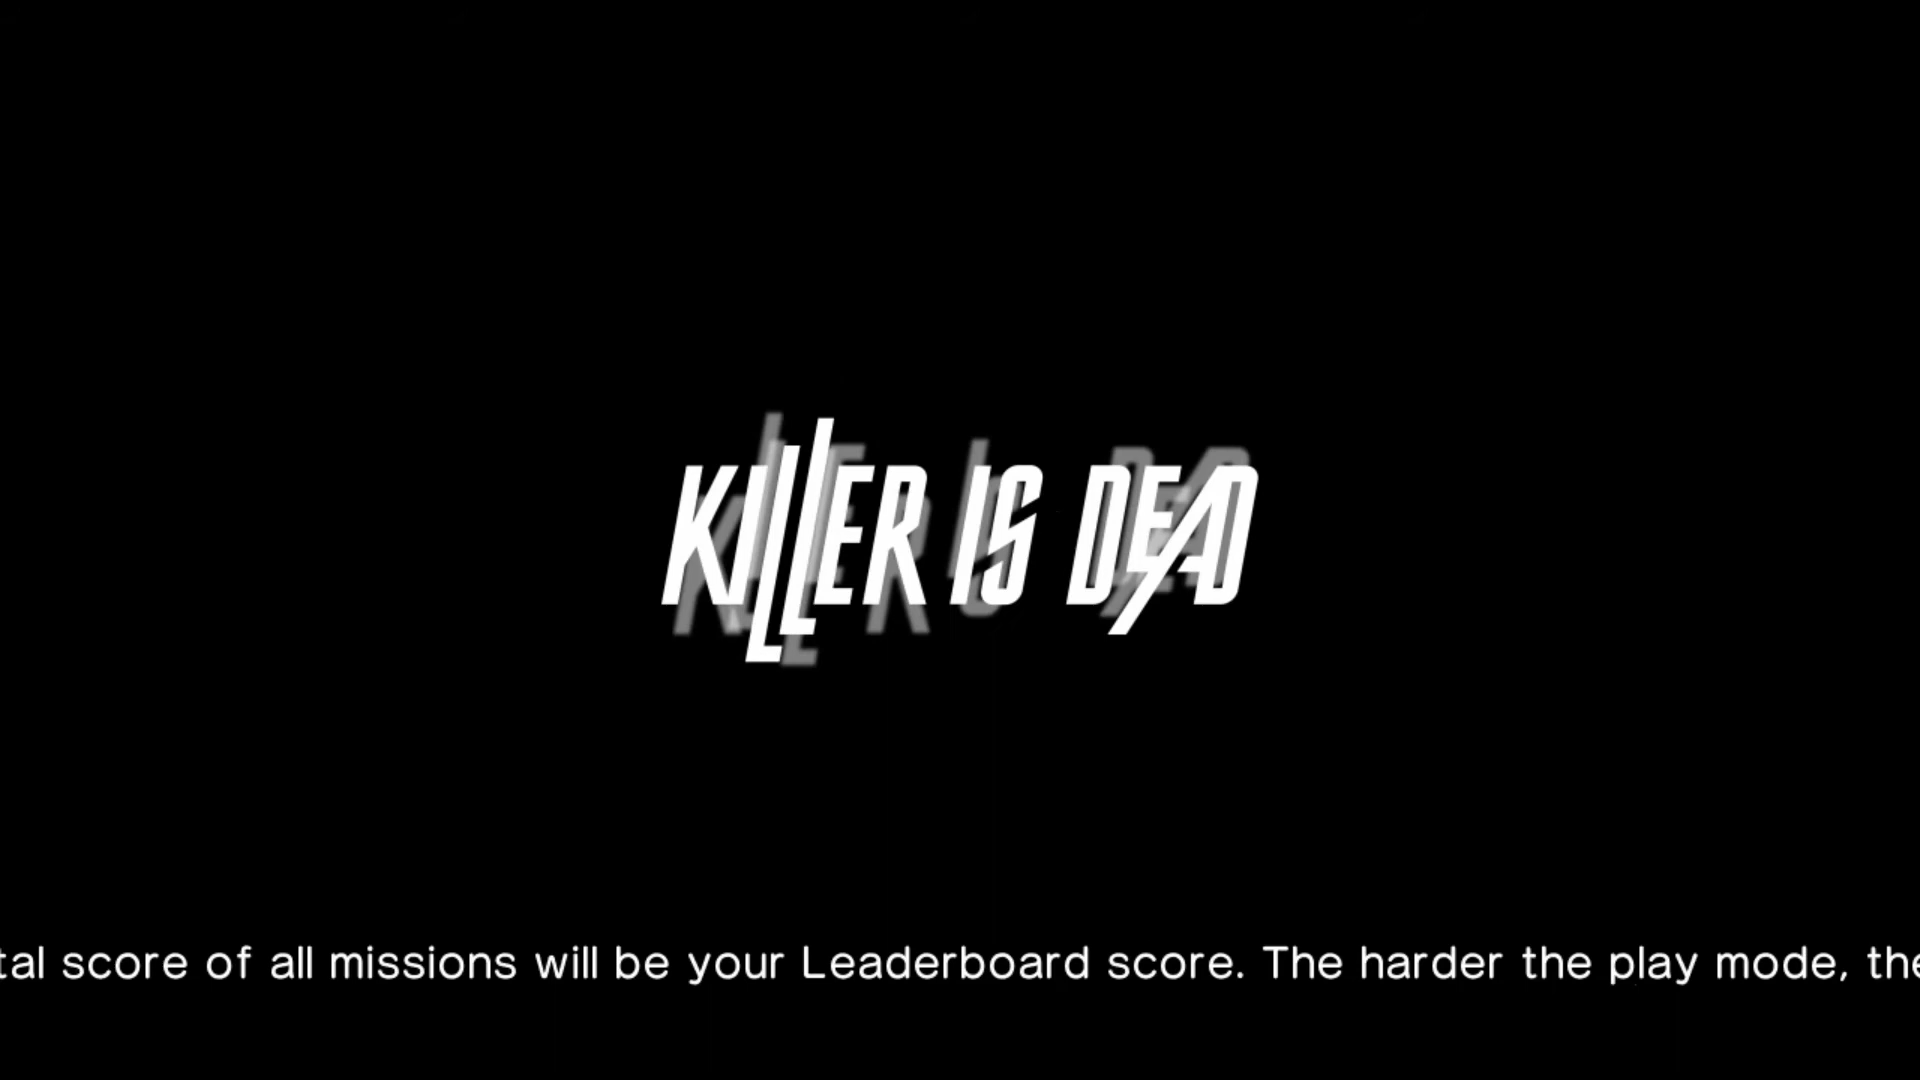 KILLER IS DEAD
tal score of all missions will be your Leaderboard score. The harder the play mode, the